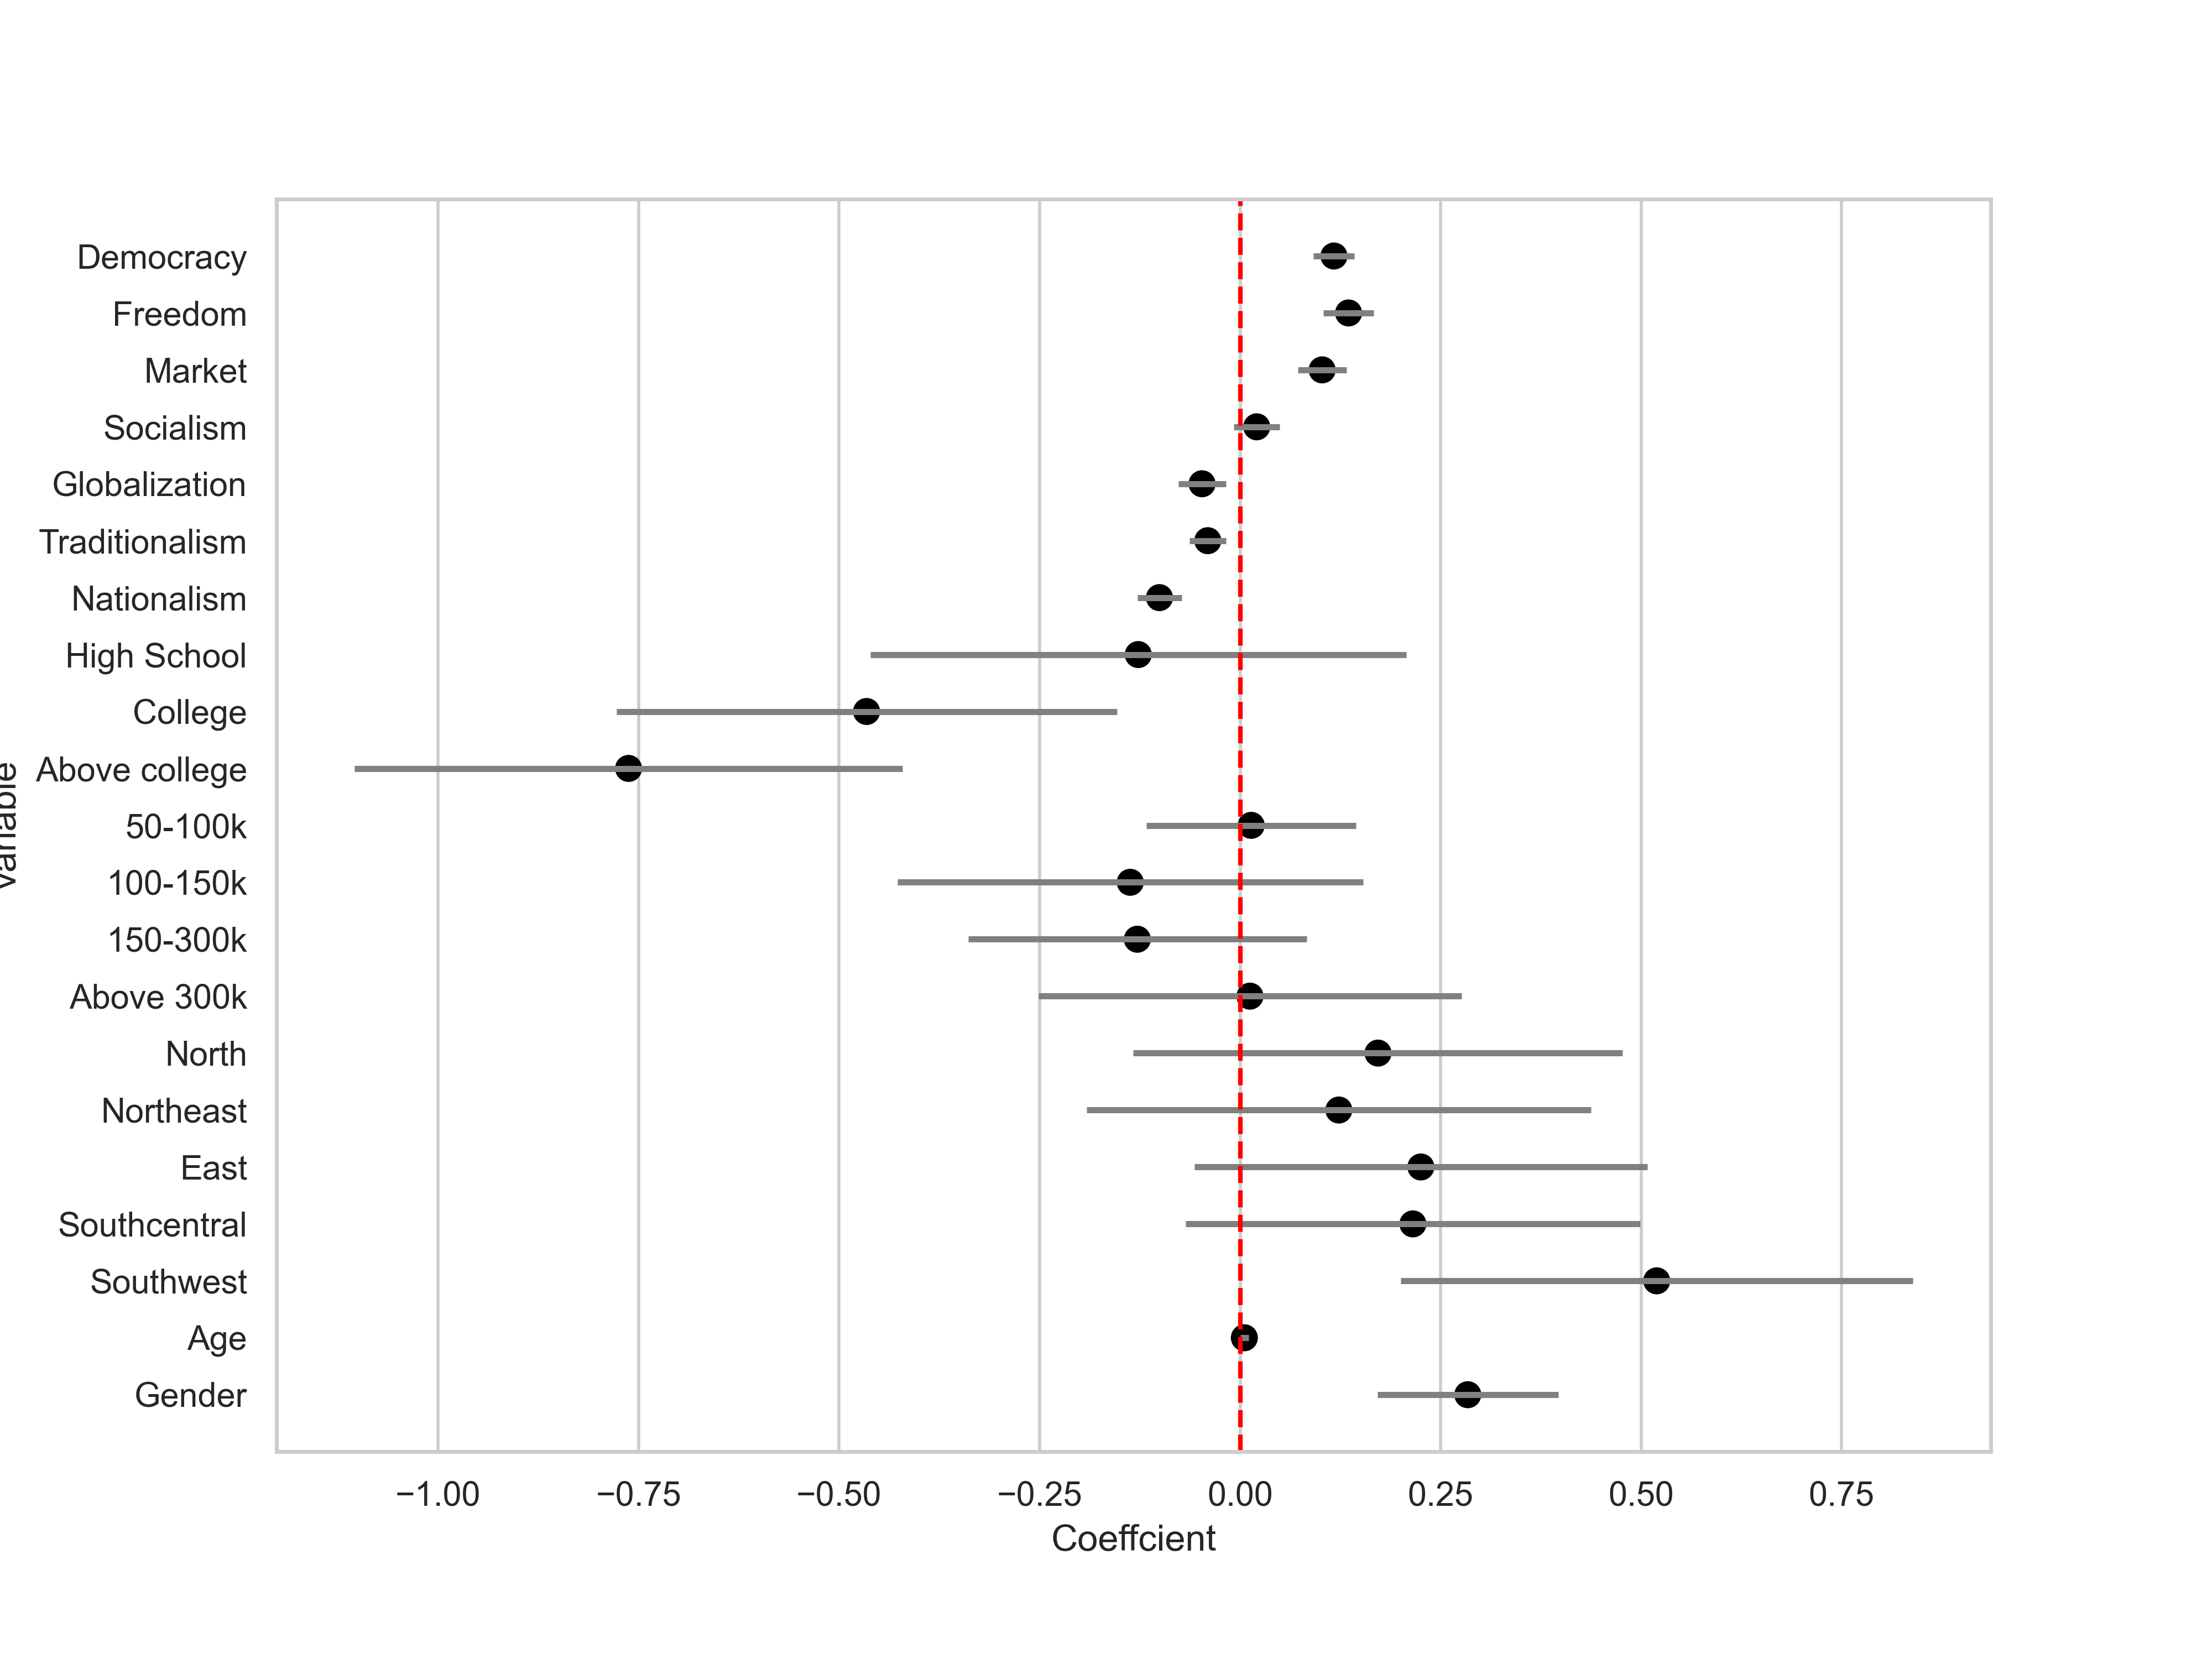 Democracy
Freedom
Market
Socialism
Globalization
Traditionalism
Nationalism
High School
College
Above college
50-100k
100-150k
150-300k
Above 300k
North
Northeast
East
Southcentral
Southwest
Age
Gender
Variable
−1.00 −0.75 −0.50 −0.25 0.00 0.25 0.50 0.75
Coeffcient